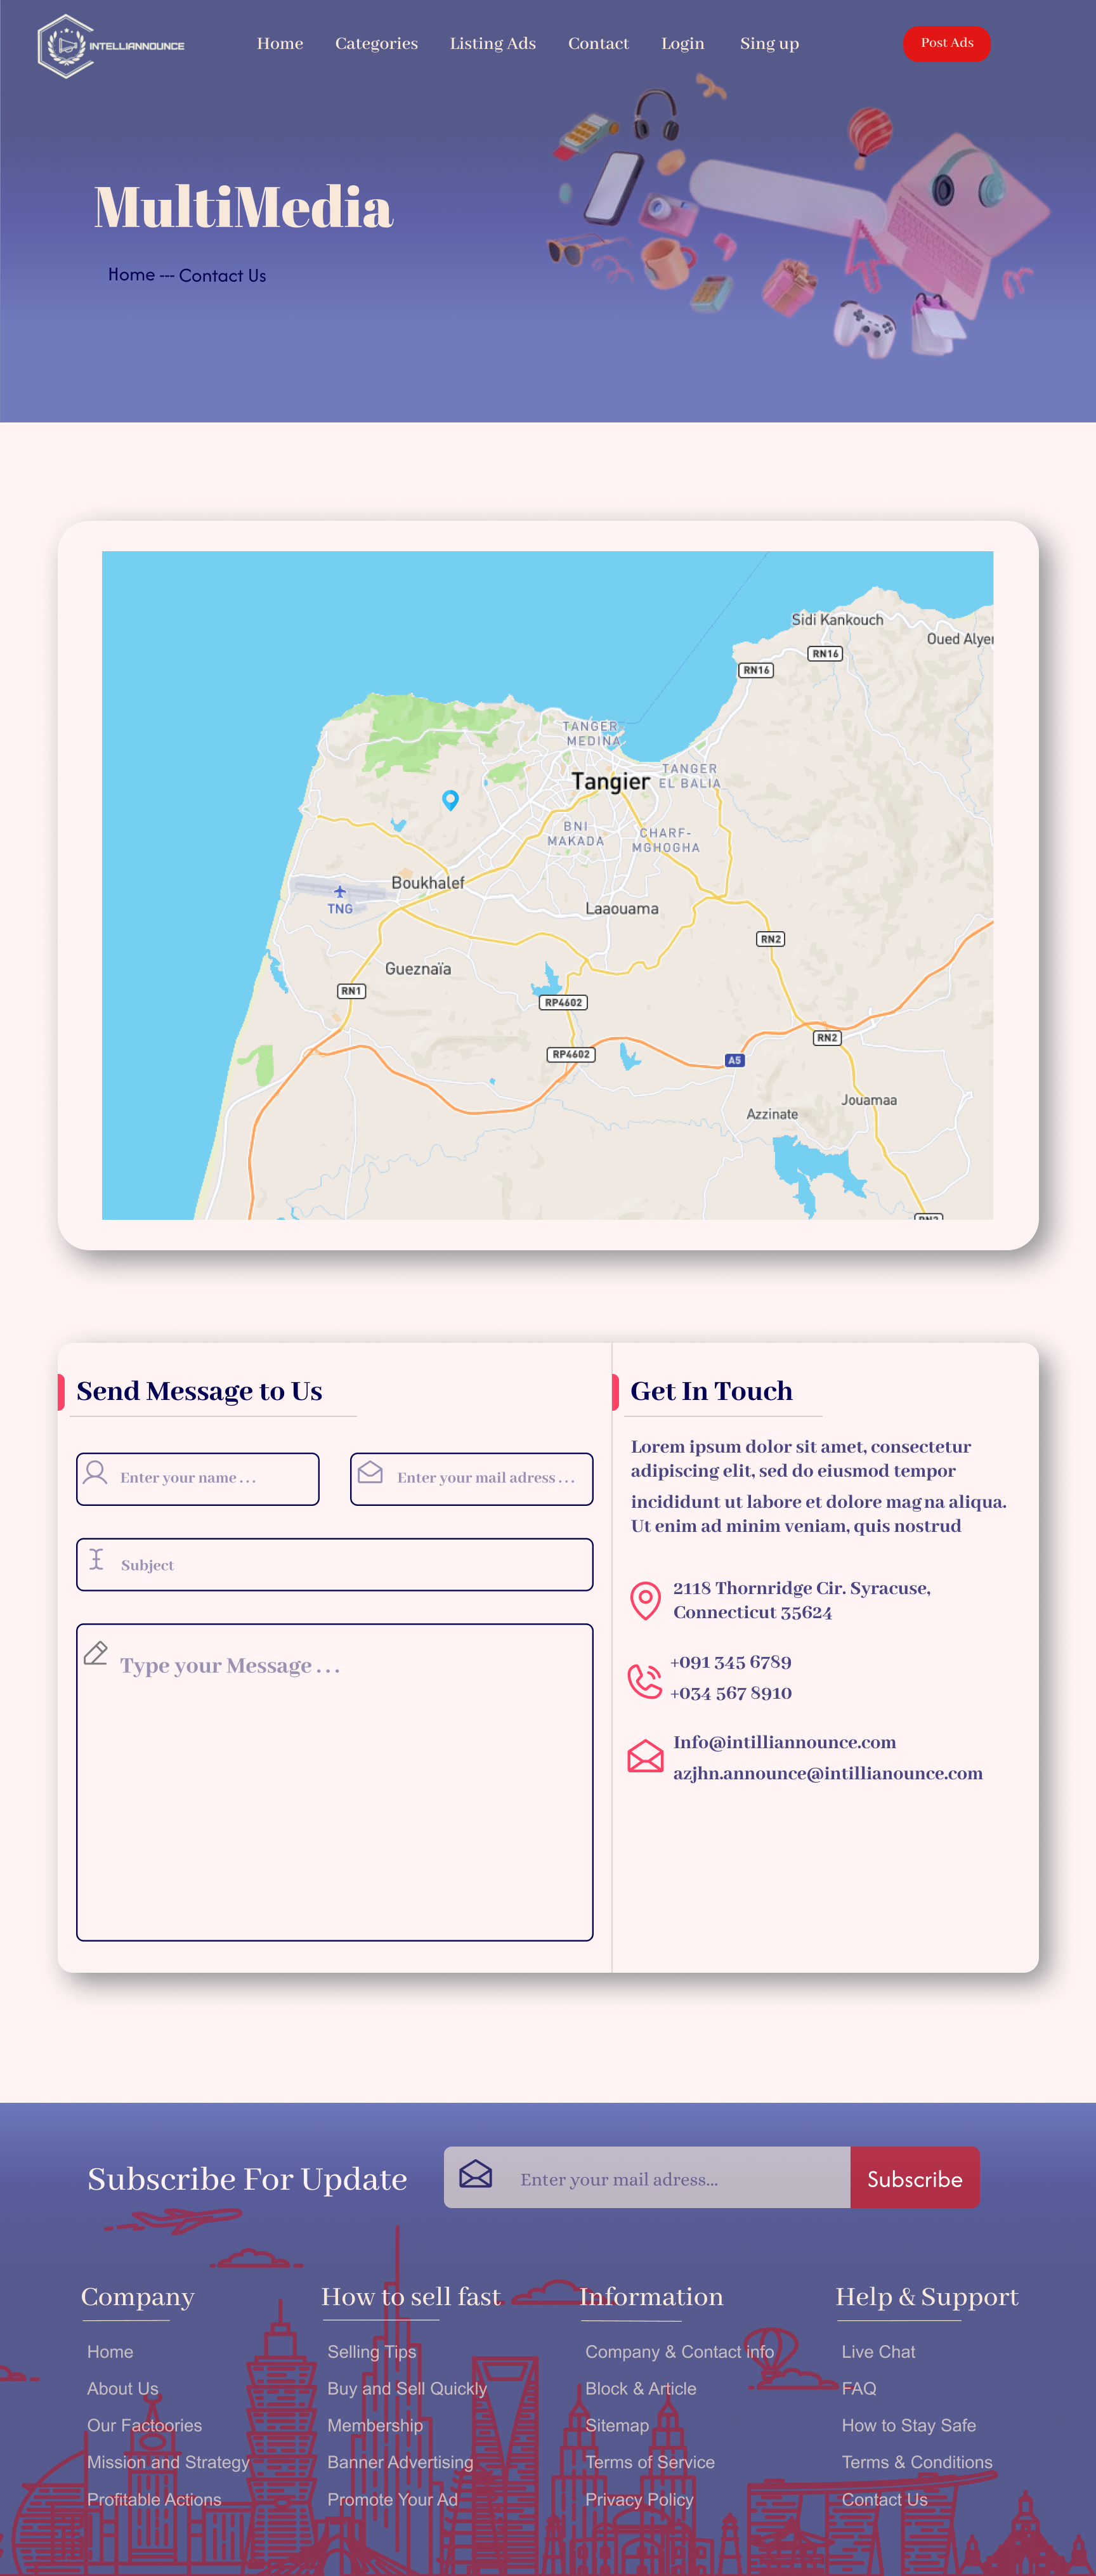 INTELLIANNOUNCE
Home Categories Listing Ads Contact Login Sing up Post Ads
MultiMedia
Home --- Contact Us
Sidi Kankouch
Oued Alyer
RN16
RN16
TANGER
MEDINA
Tangier
TANGER
EL BALIA
BNI
MAKADA
CHARF-
MGHOGHA
Boukhalef
TNG
Laaouama
RN2
Gueznaïa
RN1
RP4602
RN2
RP4602
A5
Jouamaa
Azzinate
RN2
Send Message to Us
Enter your name . . .
Enter your mail adress . . .
Subject
Type your Message . . .
Get In Touch
Lorem ipsum dolor sit amet, consectetur
adipiscing elit, sed do eiusmod tempor
incididunt ut labore et dolore magna aliqua.
Ut enim ad minim veniam, quis nostrud
2118 Thornridge Cir. Syracuse,
Connecticut 35624
+091 345 6789
+034 567 8910
Info@intilliannounce.com
azjhn.announce@intillianounce.com
Subscribe For Update
Enter your mail adress...
Subscribe
Company
Home
About Us
Our Factoories
Mission and Strategy
Profitable Actions
How to sell fast
Selling Tips
Buy and Sell Quickly
Membership
Banner Advertising
Promote Your Ad
Information
Company & Contact info
Block & Article
Sitemap
Terms of Service
Privacy Policy
Help & Support
Live Chat
FAQ
How to Stay Safe
Terms & Conditions
Contact Us